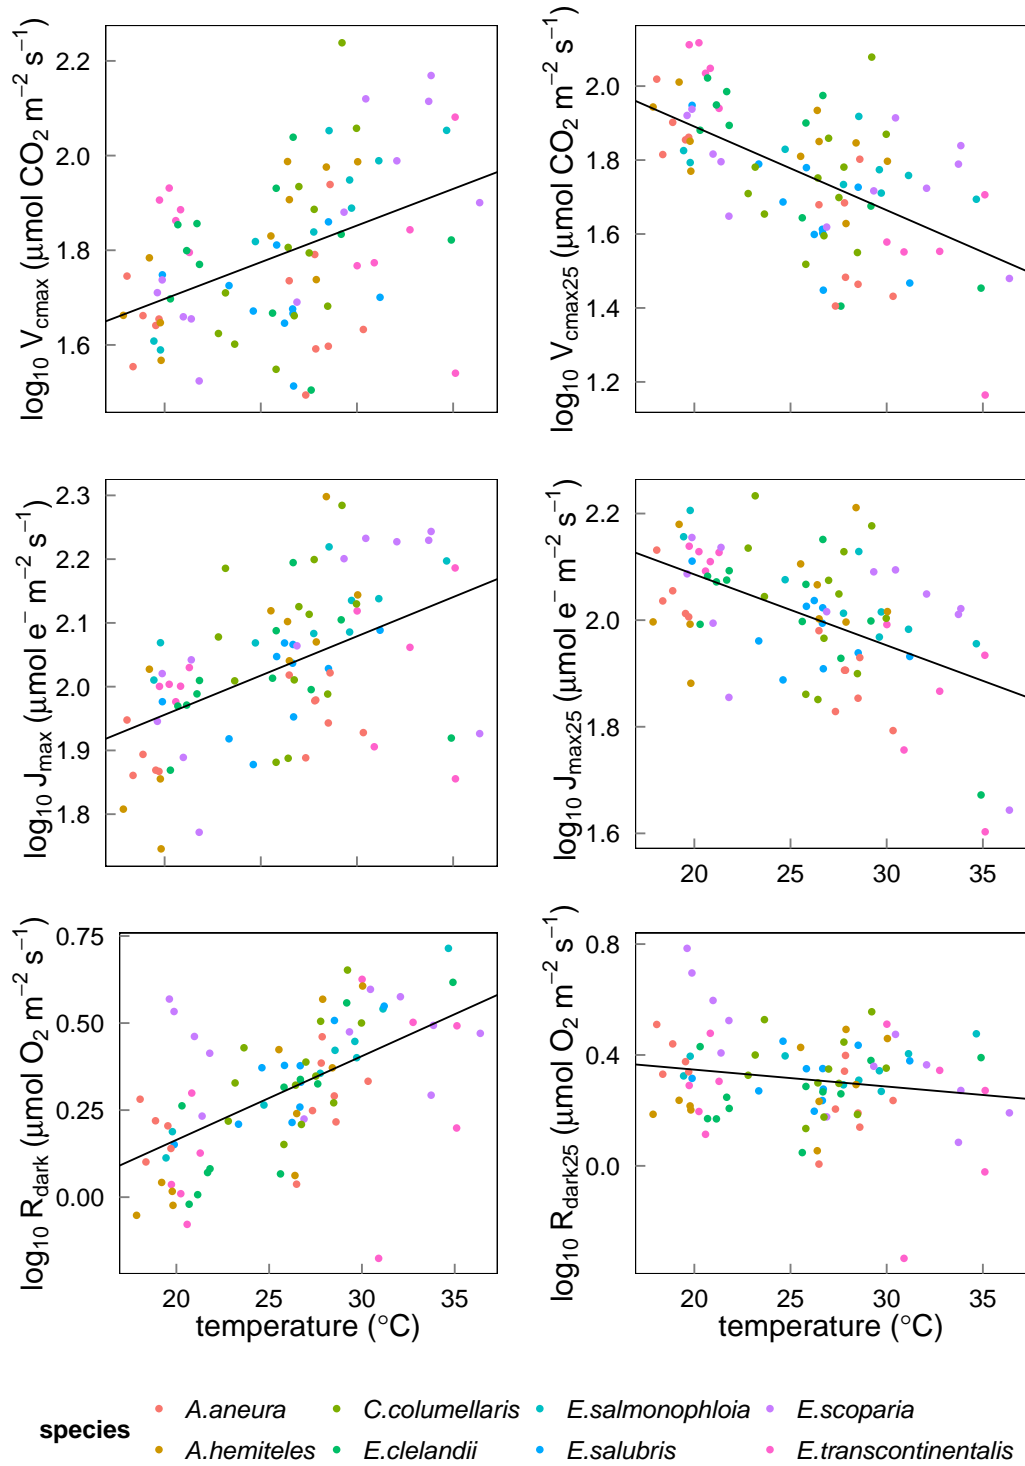 log₁₀ Vcmax (μmol CO₂ m⁻² s⁻¹)
2.2
2.0
1.8
1.6
log₁₀ Vcmax25 (μmol CO₂ m⁻² s⁻¹)
2.0
1.8
1.6
1.4
1.2
log₁₀ Jmax (μmol e⁻ m⁻² s⁻¹)
2.3
2.2
2.1
2.0
1.9
1.8
log₁₀ Jmax25 (μmol e⁻ m⁻² s⁻¹)
2.2
2.0
1.8
1.6
20 25 30 35
log₁₀ Rdark (μmol O₂ m⁻² s⁻¹)
0.75
0.50
0.25
0.00
20 25 30 35
temperature (°C)
log₁₀ Rdark25 (μmol O₂ m⁻² s⁻¹)
0.8
0.4
0.0
20 25 30 35
temperature (°C)
species
A.aneura C.columellaris E.salmonophloia E.scoparia
A.hemiteles E.clelandii E.salubris E.transcontinentalis